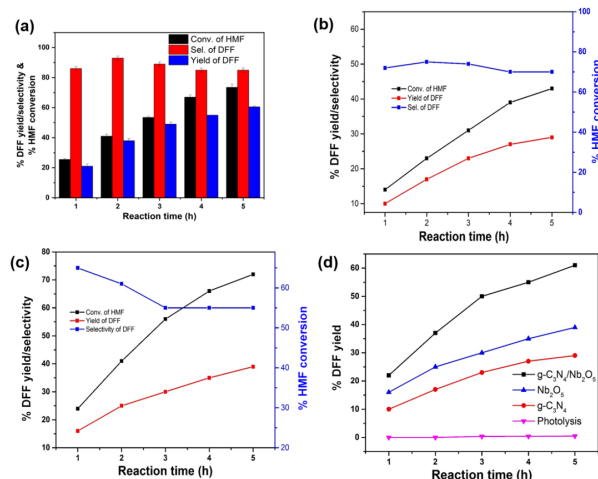 (a)
Conv. of HMF
Sel. of DFF
Yield of DFF
% DFF yield/selectivity &
% HMF conversion
100
80
60
40
20
0
1 2 3 4 5
Reaction time (h)
(b)
% DFF yield/selectivity
50
40
30
20
10
Conv. of HMF
Yield of DFF
Sel. of DFF
100
80
60
40
20
0
% HMF conversion
1 2 3 4 5
Reaction time (h)
(c)
% DFF yield/selectivity
80
70
60
50
40
30
20
10
Conv. of HMF
Yield of DFF
Selectivity of DFF
60
50
40
30
20
% HMF conversion
1 2 3 4 5
Reaction time (h)
(d)
% DFF yield
60
50
40
30
20
10
0
g-C3N4/Nb2O5
Nb2O5
g-C3N4
Photolysis
1 2 3 4 5
Reaction time (h)